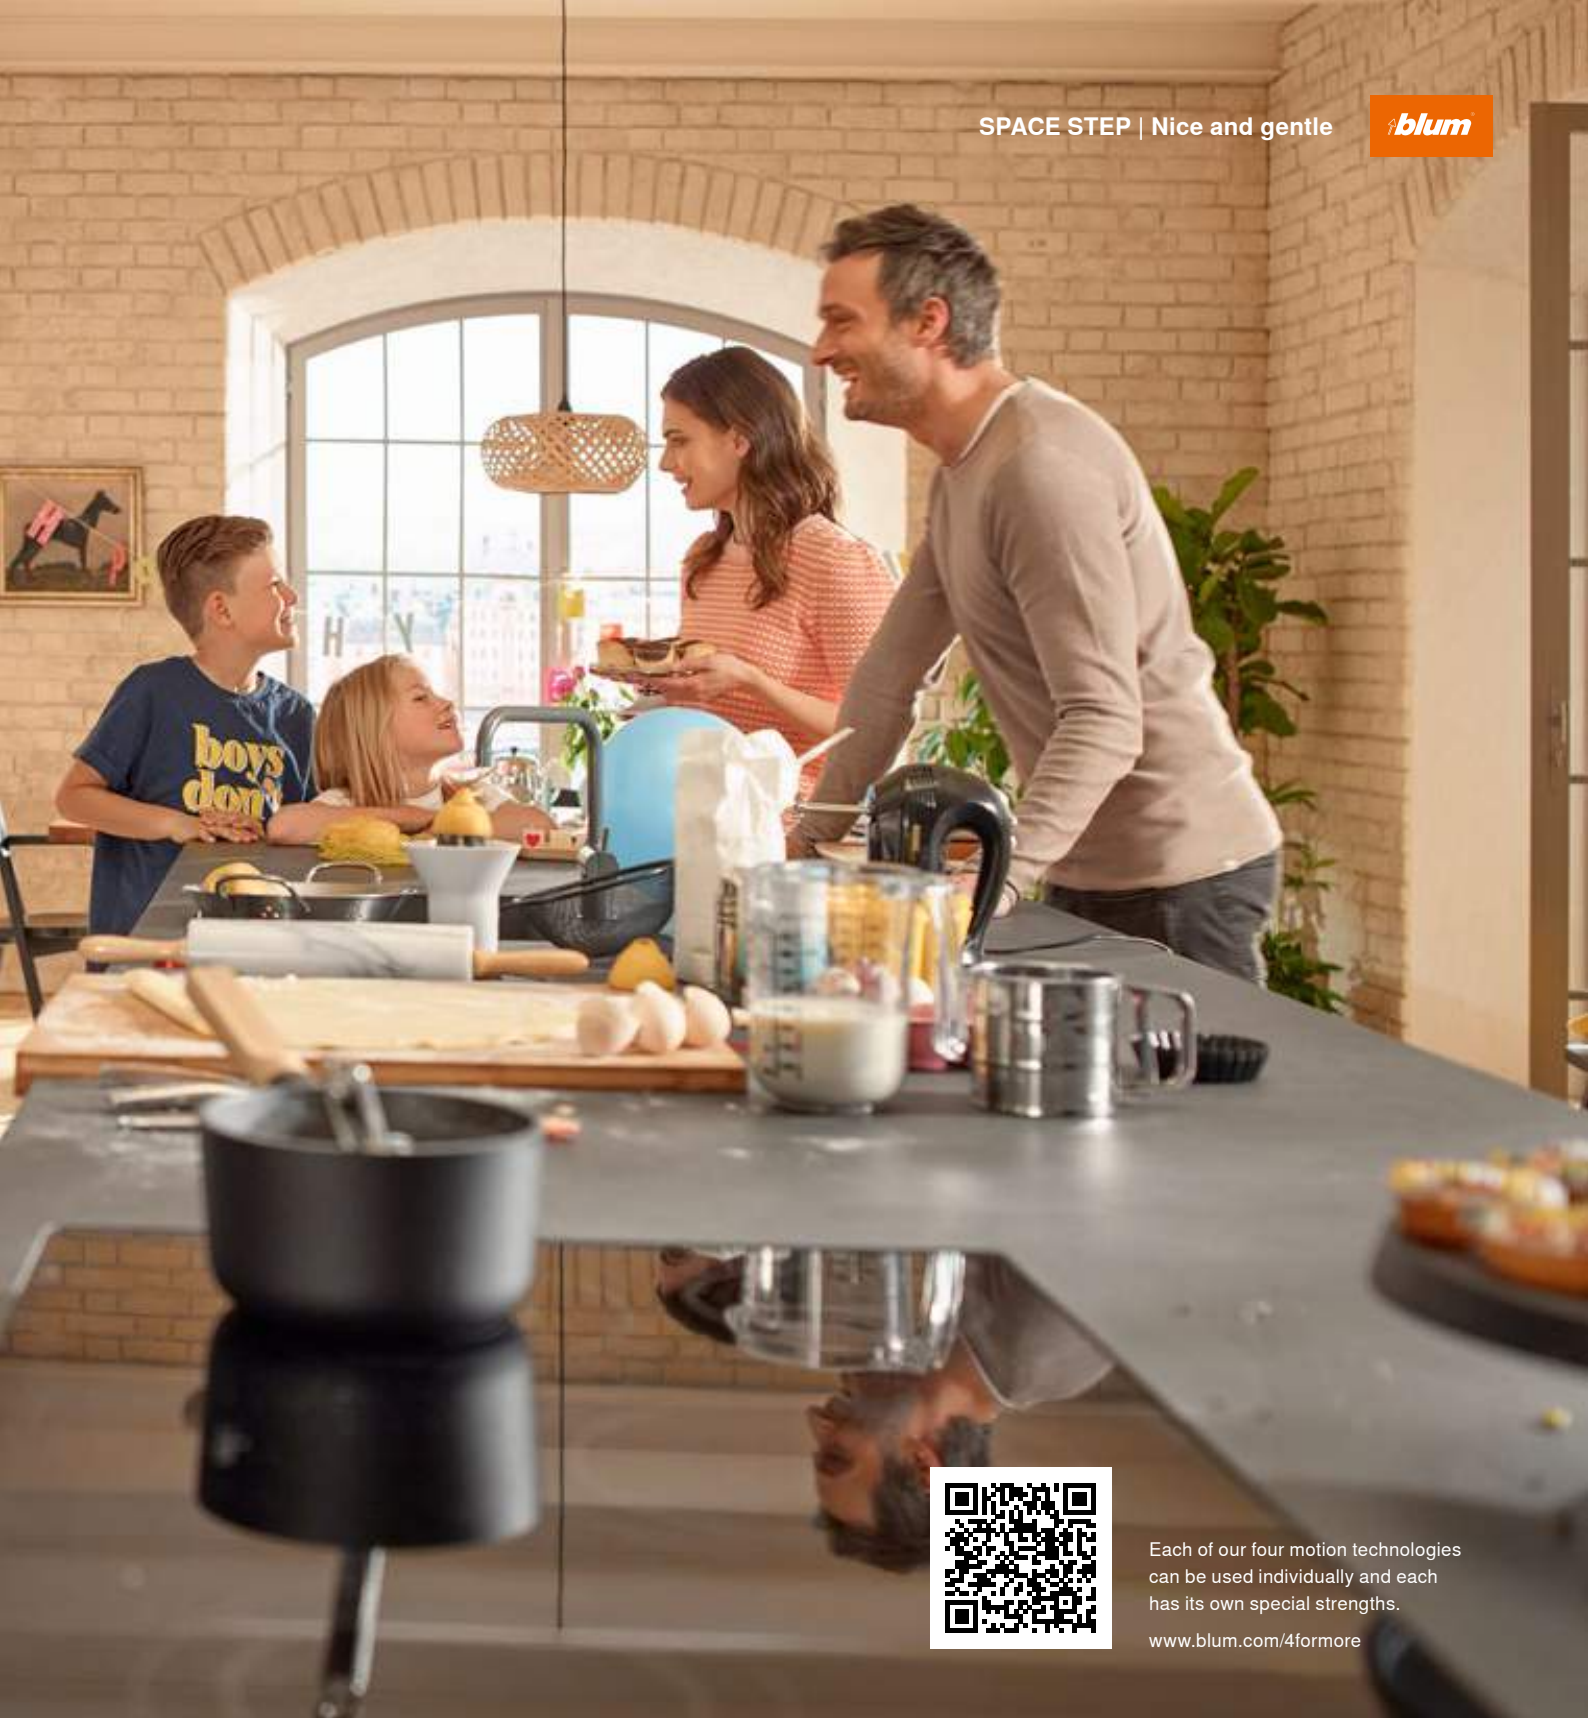 SPACE STEP | Nice and gentle
blum
H Y
boys
don't
Each of our four motion technologies
can be used individually and each
has its own special strengths.
www.blum.com/4formore